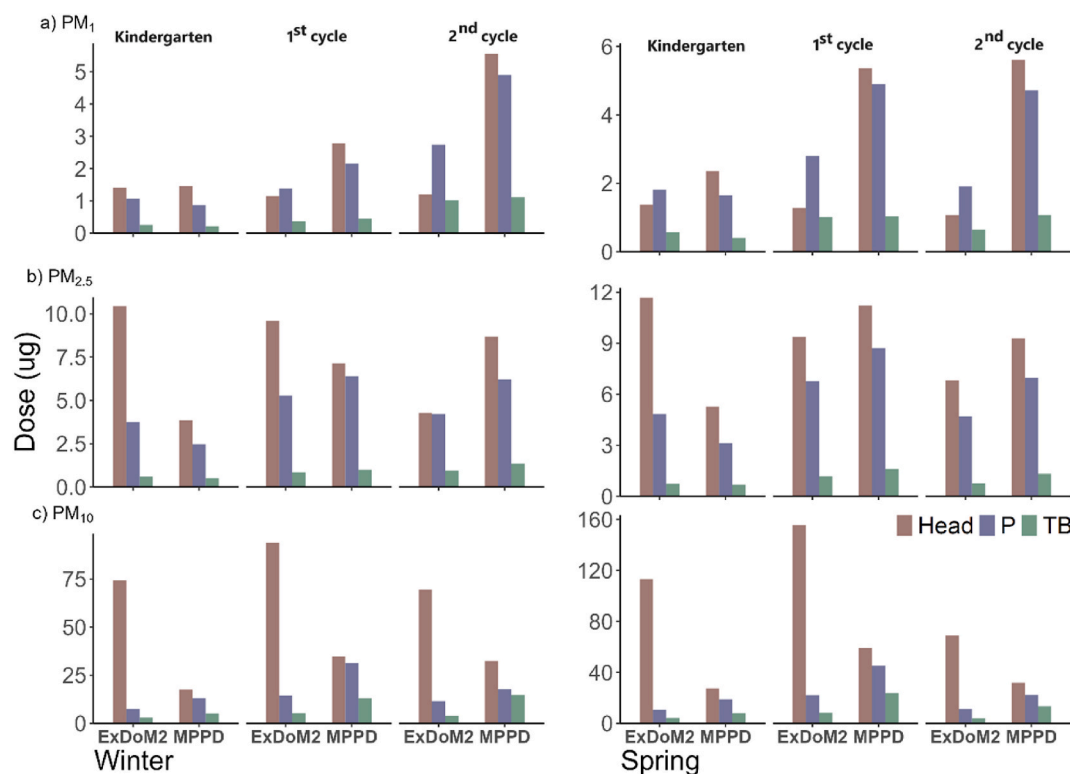 a) PM1
Kindergarten 1st cycle 2nd cycle
Kindergarten 1st cycle 2nd cycle
5
4
3
2
1
0
6
4
2
0
b) PM2.5
10.0
7.5
5.0
2.5
0.0
12
9
6
3
0
Dose (ug)
c) PM10
75
50
25
0
160
120
80
40
0
Head P TB
ExDoM2 MPPD ExDoM2 MPPD ExDoM2 MPPD
ExDoM2 MPPD ExDoM2 MPPD ExDoM2 MPPD
Winter
Spring